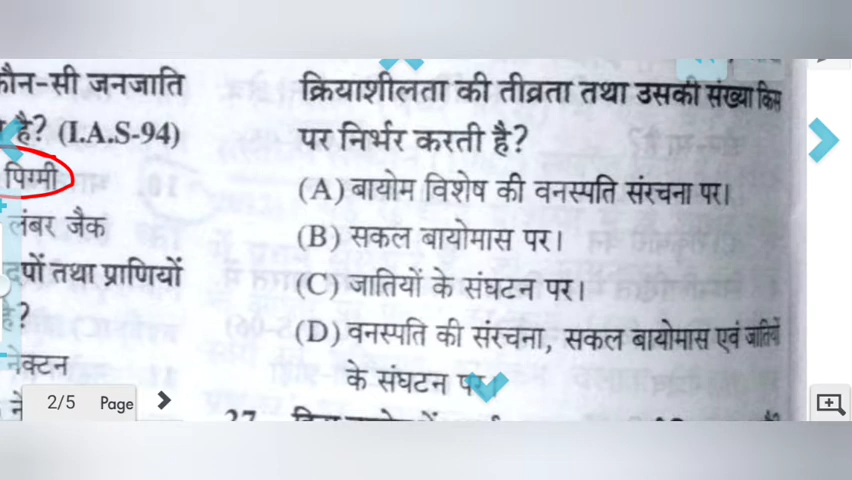 कौन-सी जनजाति
है? (I.A.S-94)
पिग्मी
लंबर जैक
तथा प्राणियों
है?
नेक्टन
क्रियाशीलता की तीव्रता तथा उसकी संख्या किस
पर निर्भर करती है?
(A) बायोम विशेष की वनस्पति संरचना पर।
(B) सकल बायोमास पर।
(C) जातियों के संघटन पर।
(D) वनस्पति की संरचना, सकल बायोमास एवं जातियों
के संघटन पर।
2/5 Page